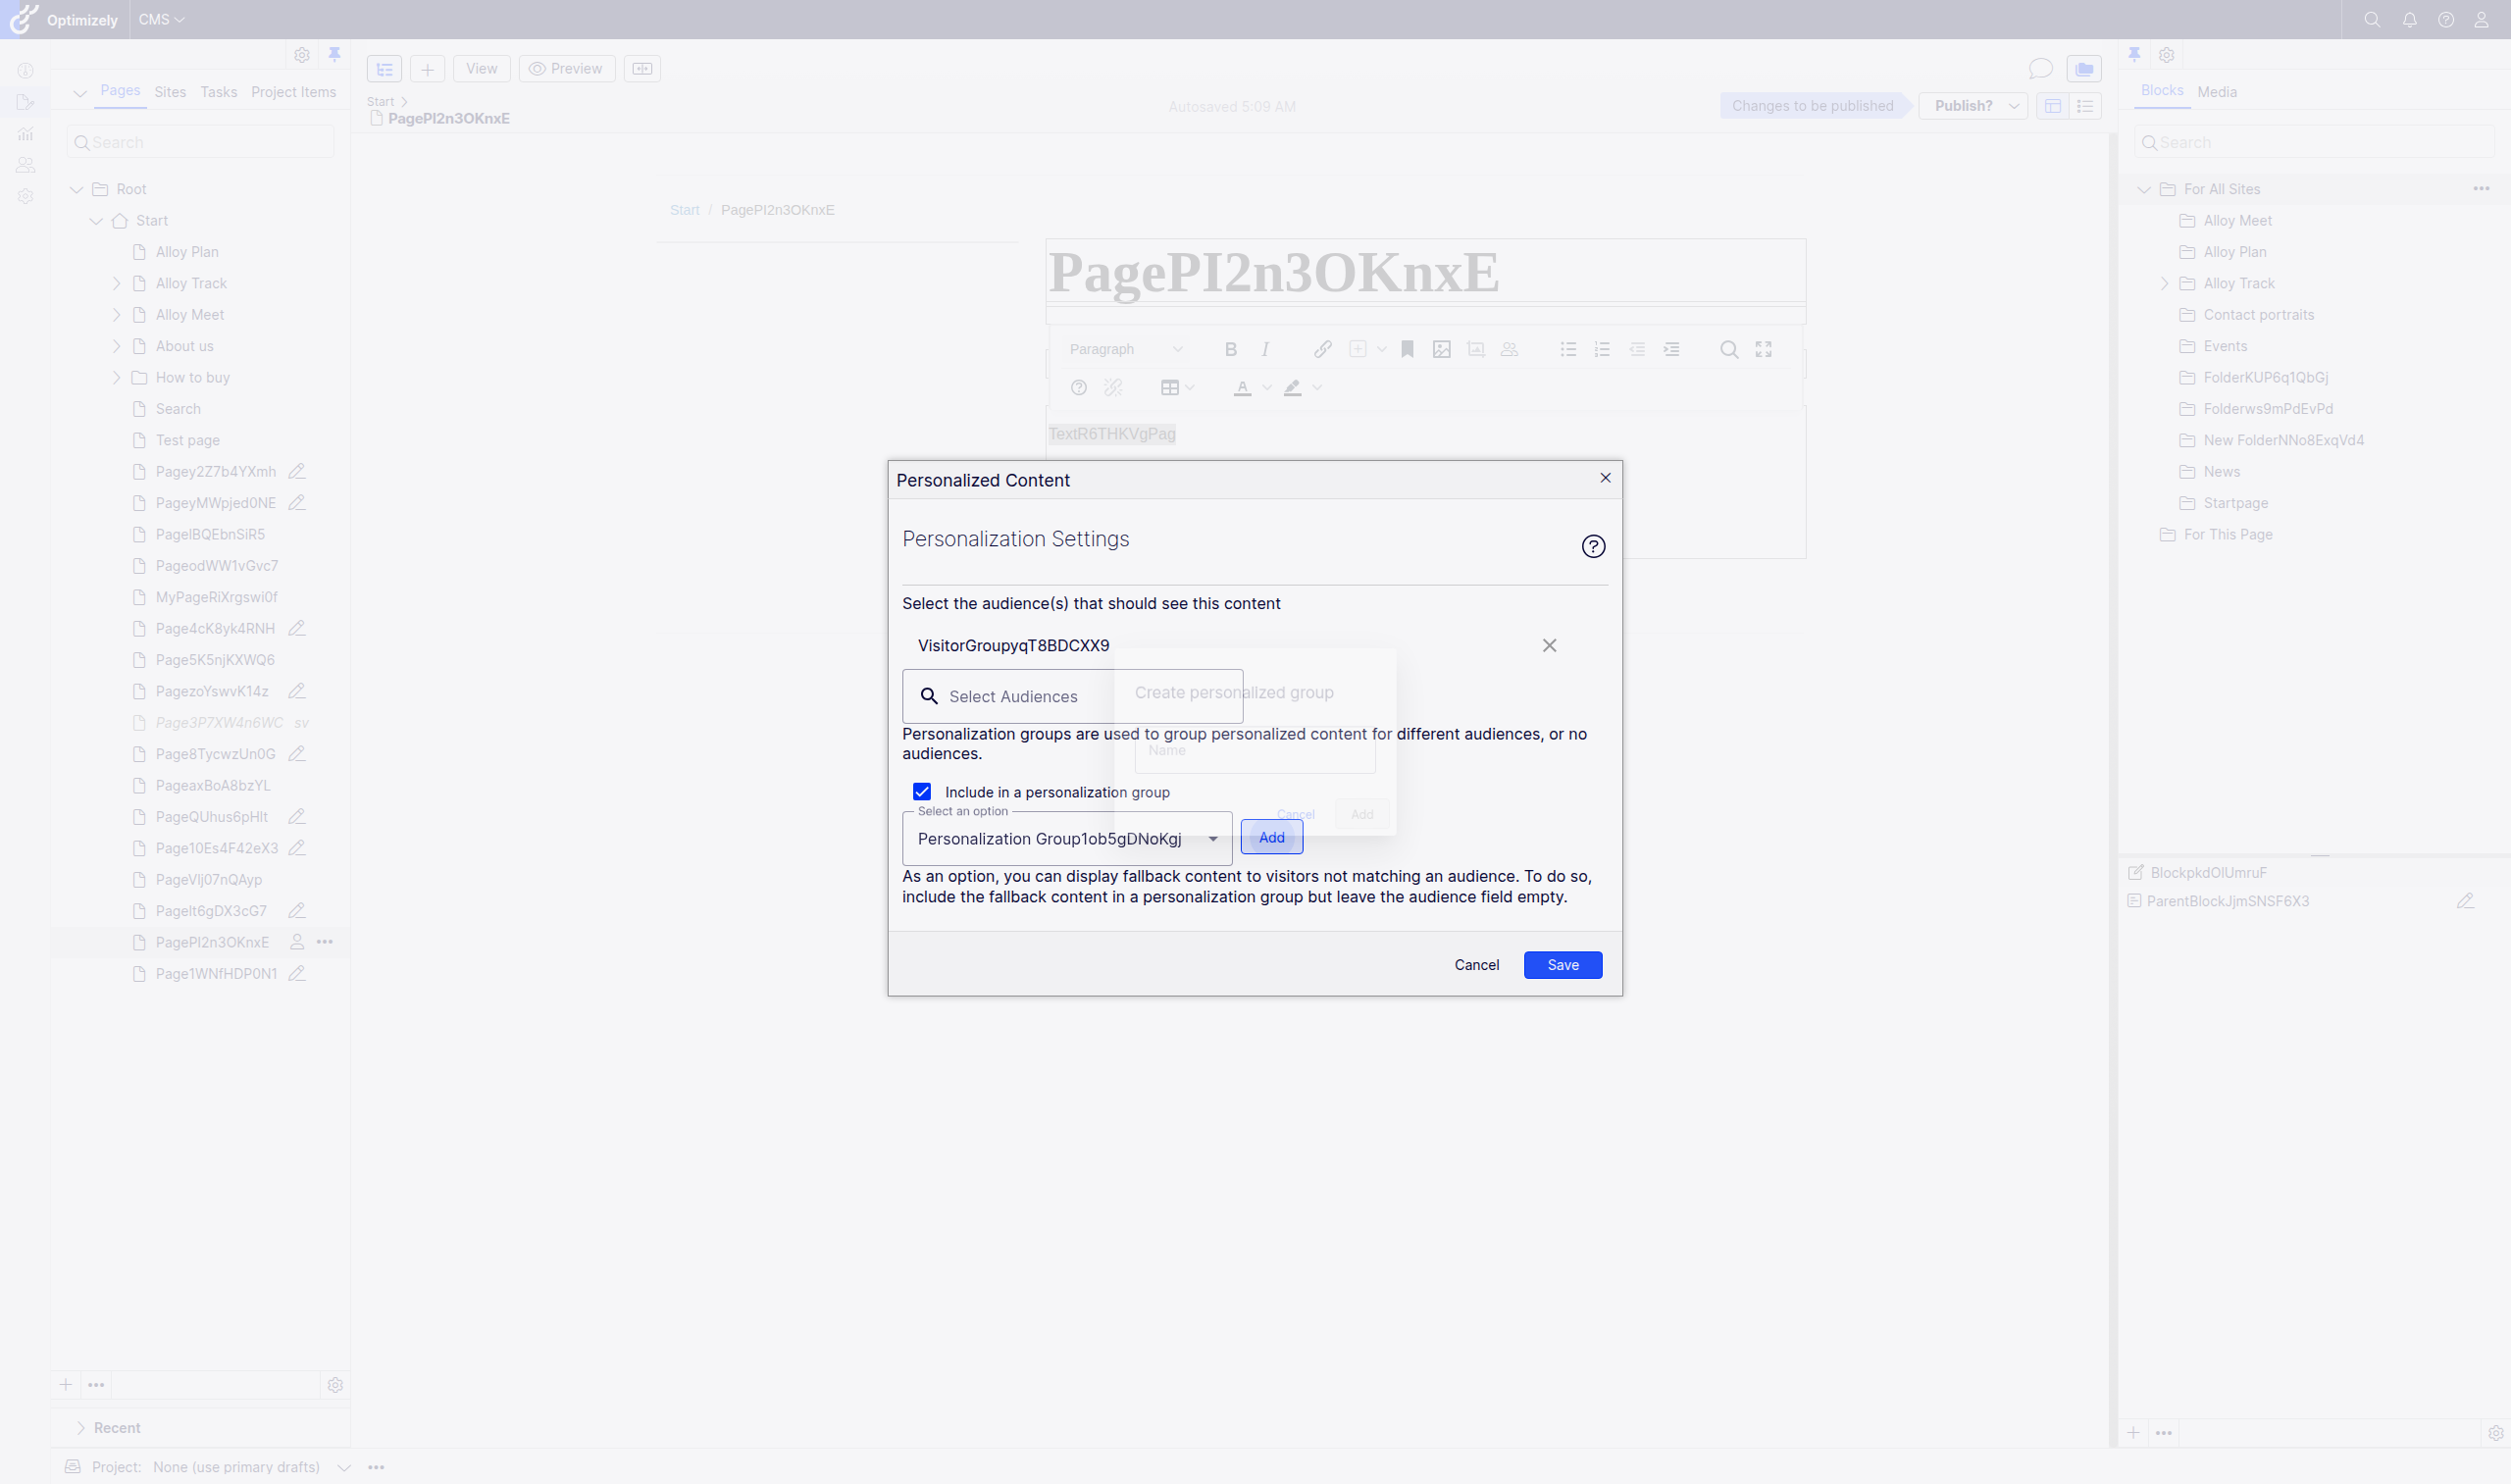 Optimizely CMS
Pages Sites Tasks Project Items
Search
Root
Start
Alloy Plan
Alloy Track
Alloy Meet
About us
How to buy
Search
Test page
Pagey2Z7b4YXmh
PageyMWpjed0NE
PagelBQEbnSiR5
PageodWW1vGvc7
MyPageRiXrgswi0f
Page4cK8yk4RNH
Page5K5njKXWQ6
PagezoYswvK14z
Page3P7XW4n6WC sv
Page8TycwzUn0G
PageaxBoA8bzYL
PageQUhus6pHlt
Page10Es4F42eX3
PageVlj07nQAyp
PageIt6gDX3cG7
PagePI2n3OKnxE
Page1WNfHDP0N1
Recent
Project: None (use primary drafts)
View Preview
Start
PagePI2n3OKnxE
Autosaved 5:09 AM
Changes to be published Publish?
Start / PagePI2n3OKnxE
PagePI2n3OKnxE
Paragraph
TextR6THKVgPag
Personalized Content
Personalization Settings
Select the audience(s) that should see this content
VisitorGroupyqT8BDCXX9
Select Audiences
Create personalized group
Personalization groups are used to group personalized content for different audiences, or no
audiences.
Name
Include in a personalization group
Cancel Add
Select an option
Personalization Group1ob5gDNoKgj
Add
As an option, you can display fallback content to visitors not matching an audience. To do so,
include the fallback content in a personalization group but leave the audience field empty.
Cancel Save
Blocks Media
Search
For All Sites
Alloy Meet
Alloy Plan
Alloy Track
Contact portraits
Events
FolderKUP6q1QbGj
Folderws9mPdEvPd
New FolderNNo8ExqVd4
News
Startpage
For This Page
BlockpkdOlUmruF
ParentBlockJjmSNSF6X3